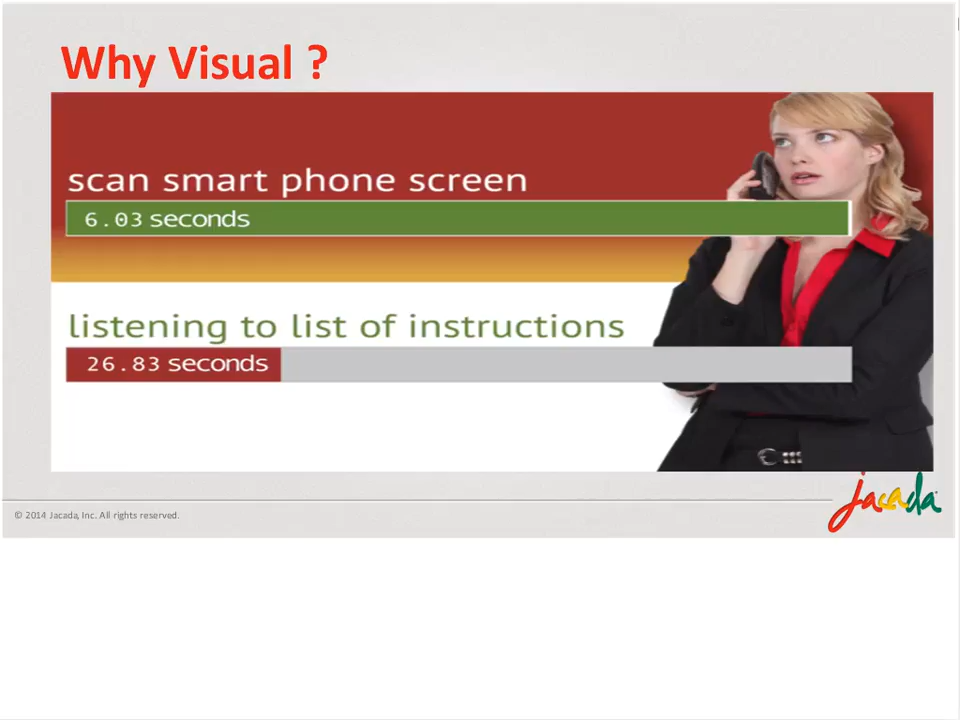 Why Visual ?
scan smart phone screen
6.03 seconds
listening to list of instructions
26.83 seconds
jacada
© 2014 Jacada, Inc. All rights reserved.